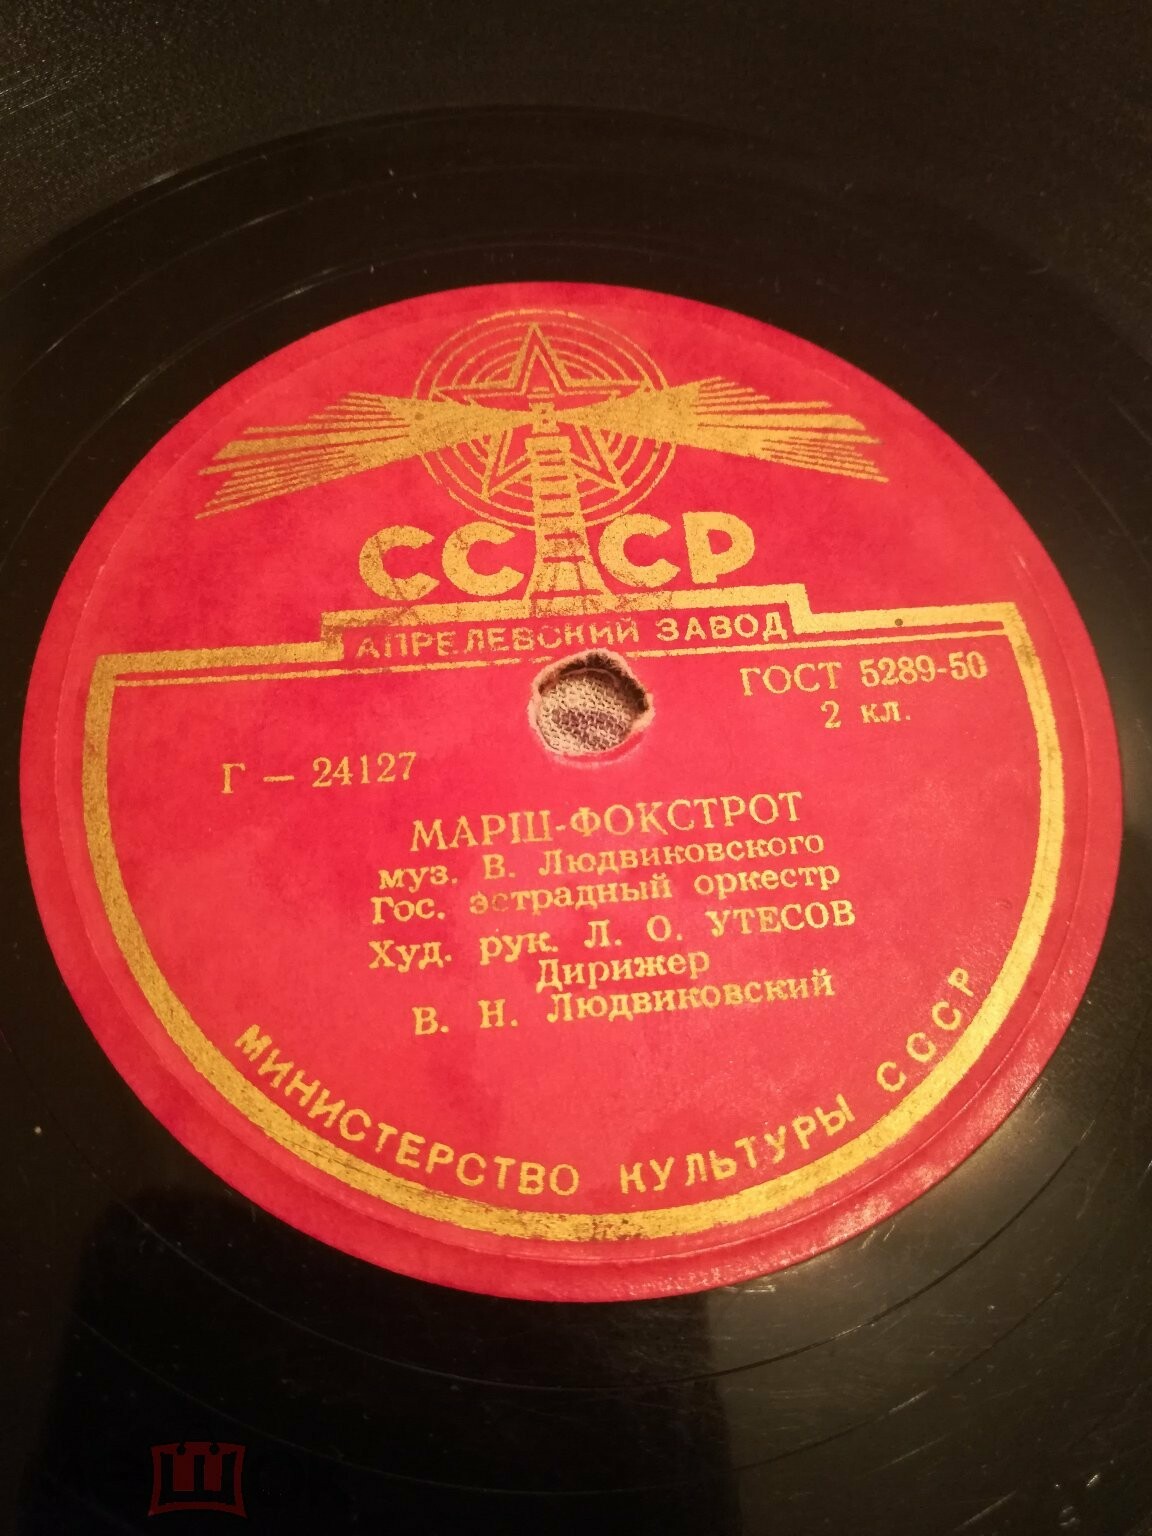 СССР
АПРЕЛЕВСКИЙ ЗАВОД
ГОСТ 5289-50
2 кл.
Г — 24127
МАРШ-ФОКСТРОТ
муз. В. Людвиковского
Гос. эстрадный оркестр
Худ. рук. Л. О. УТЕСОВ
Дирижер
В. Н. Людвиковский
МИНИСТЕРСТВО КУЛЬТУРЫ СССР